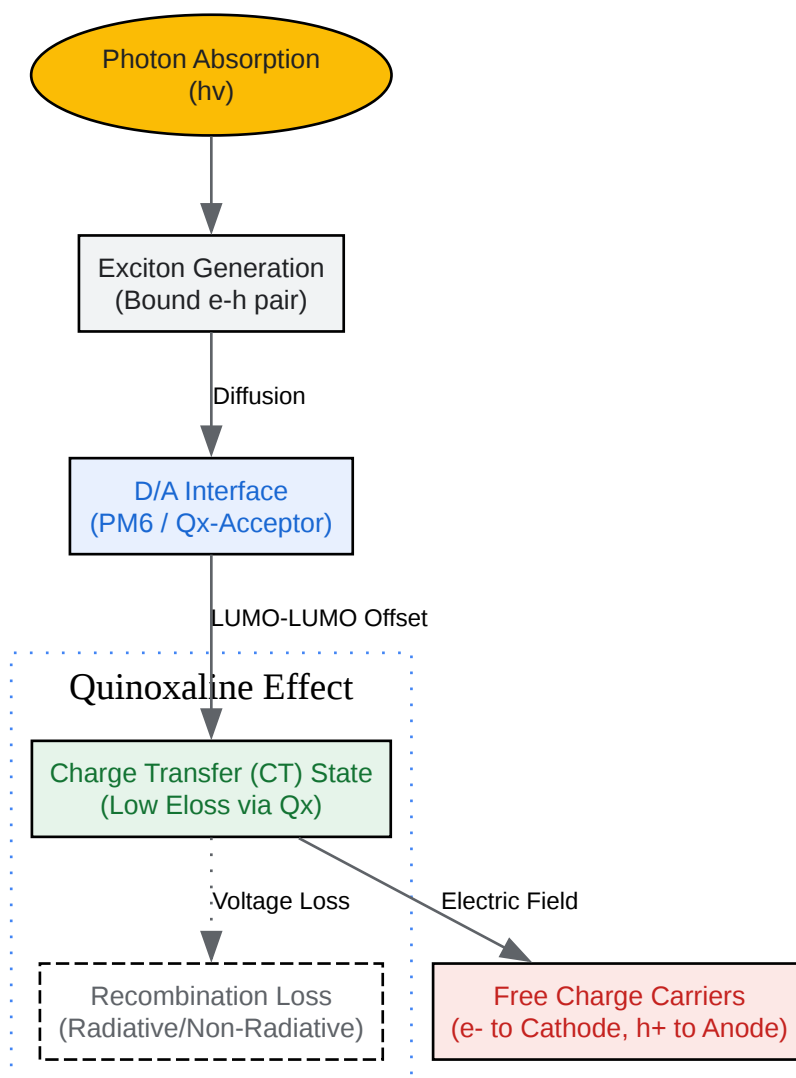 Photon Absorption
(hv)
Exciton Generation
(Bound e-h pair)
Diffusion
D/A Interface
(PM6 / Qx-Acceptor)
LUMO-LUMO Offset
Quinoxaline Effect
Charge Transfer (CT) State
(Low Eloss via Qx)
Voltage Loss
Electric Field
Recombination Loss
(Radiative/Non-Radiative)
Free Charge Carriers
(e- to Cathode, h+ to Anode)